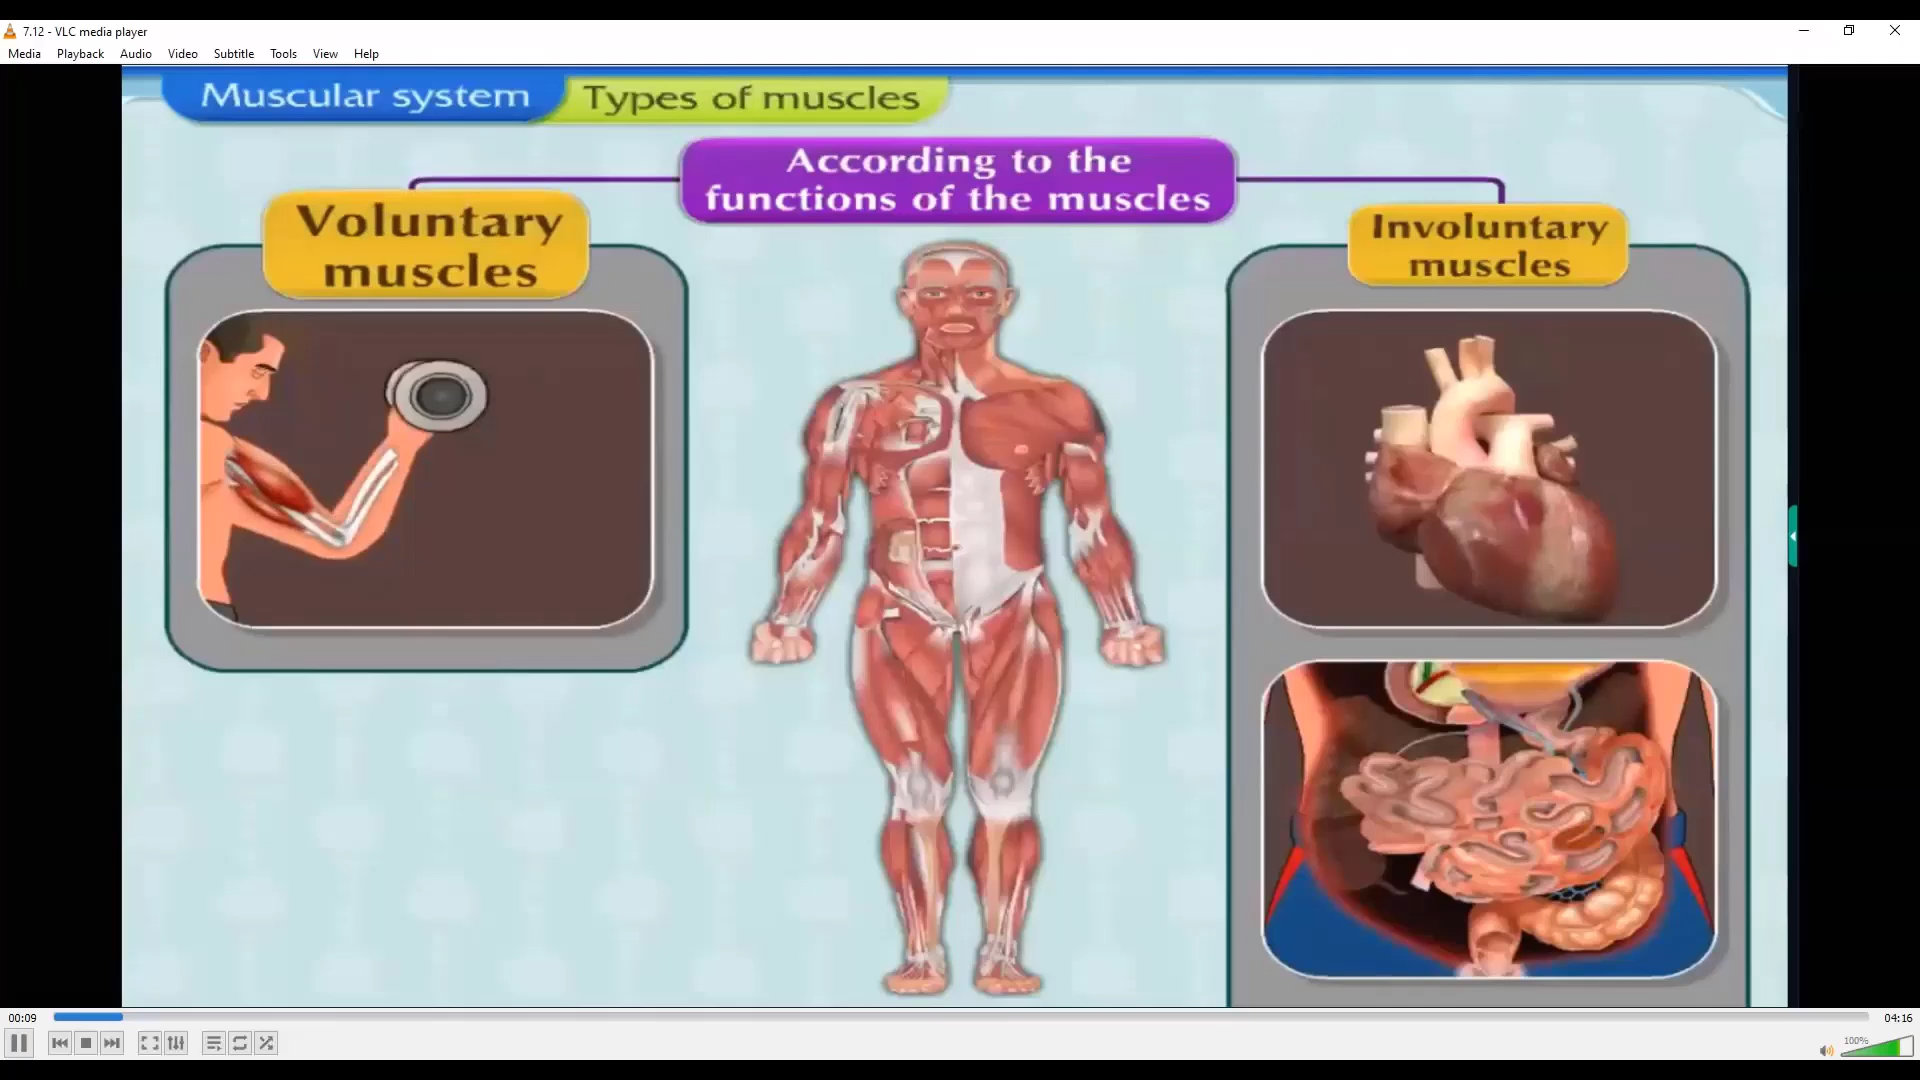 7.12 - VLC media player
Media Playback Audio Video Subtitle Tools View Help
Muscular system
Types of muscles
According to the
functions of the muscles
Voluntary
muscles
Involuntary
muscles
00:09
04:16
100%